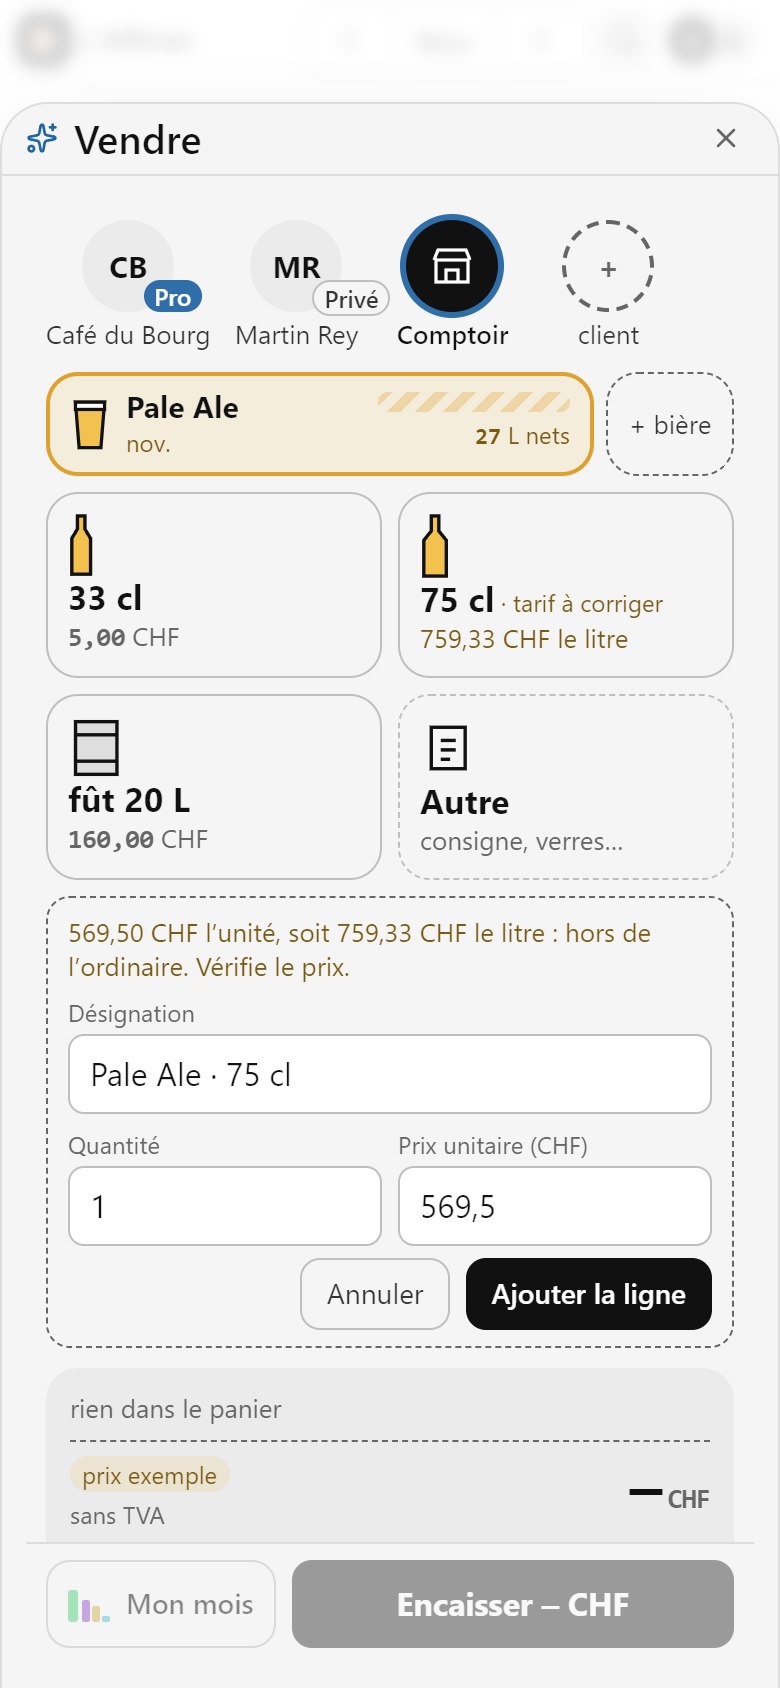 Vendre
CB
Pro
Café du Bourg
MR
Privé
Martin Rey
Comptoir
+
client
Pale Ale
nov.
27 L nets
+ bière
33 cl
5,00 CHF
75 cl · tarif à corriger
759,33 CHF le litre
fût 20 L
160,00 CHF
Autre
consigne, verres...
569,50 CHF l’unité, soit 759,33 CHF le litre : hors de
l’ordinaire. Vérifie le prix.
Désignation
Pale Ale · 75 cl
Quantité
Prix unitaire (CHF)
1
569,5
Annuler
Ajouter la ligne
rien dans le panier
prix exemple
sans TVA
— CHF
Mon mois
Encaisser – CHF